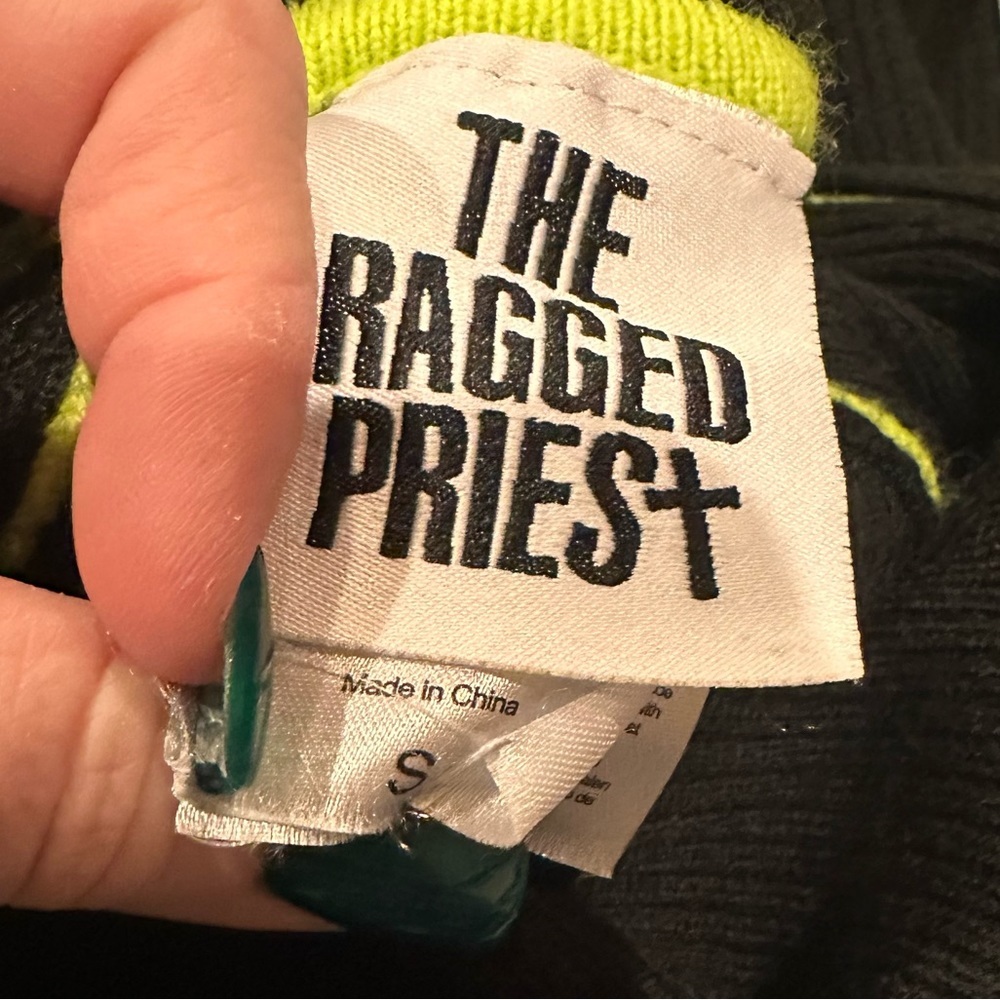 THE
RAGGED
PRIEST
Made in China
S